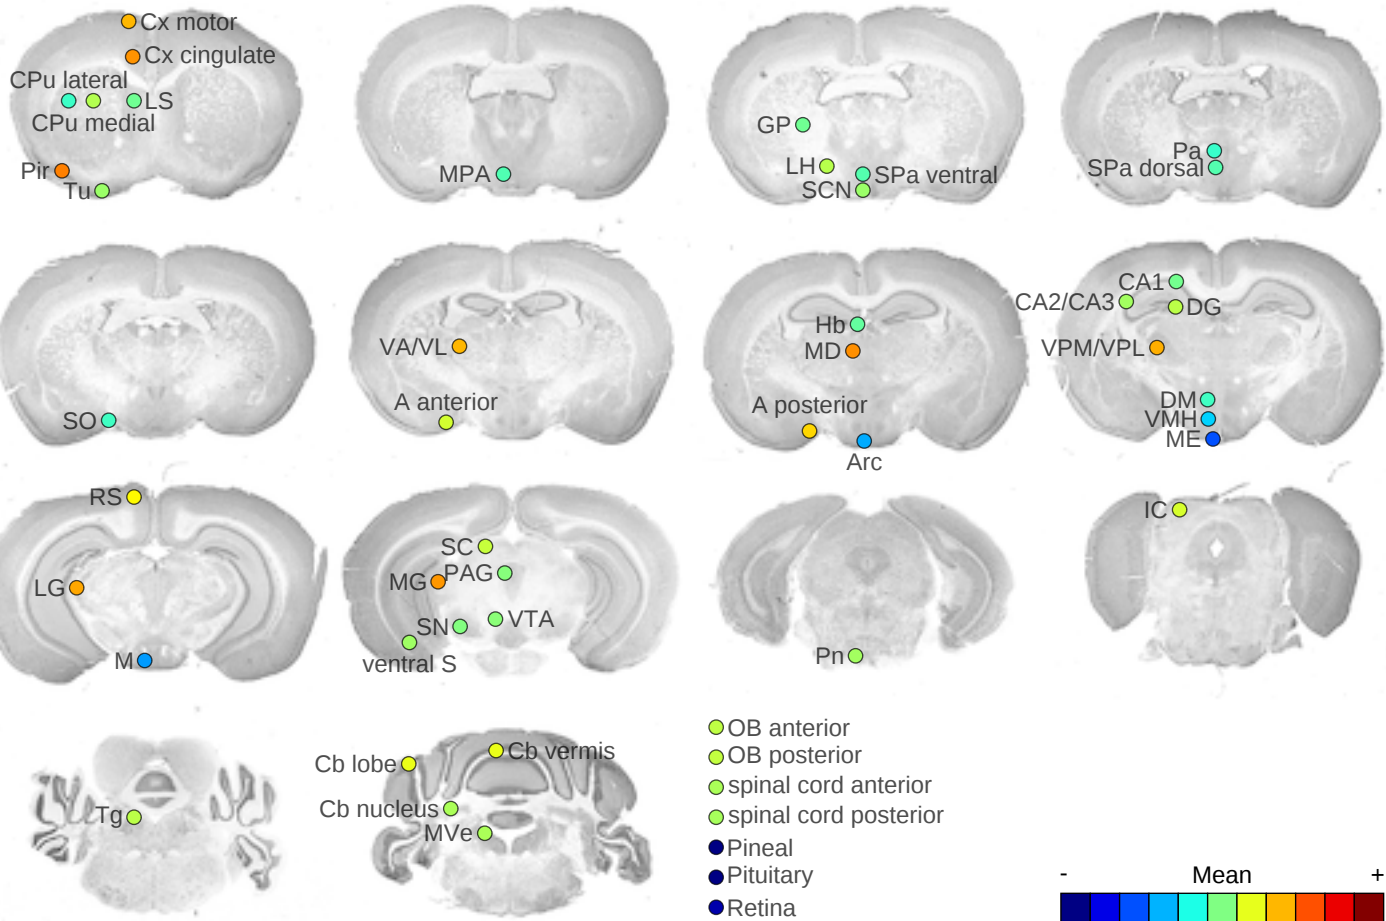 Cx motor
Cx cingulate
CPu lateral
LS
CPu medial
Pir
Tu
MPA
GP
LH
SPa ventral
SCN
Pa
SPa dorsal
SO
VA/VL
A anterior
Hb
MD
A posterior
Arc
CA1
CA2/CA3
DG
VPM/VPL
DM
VMH
ME
RS
LG
M
SC
MG
PAG
SN
VTA
ventral S
Pn
IC
Tg
Cb lobe
Cb vermis
Cb nucleus
MVe
OB anterior
OB posterior
spinal cord anterior
spinal cord posterior
Pineal
Pituitary
Retina
- Mean +